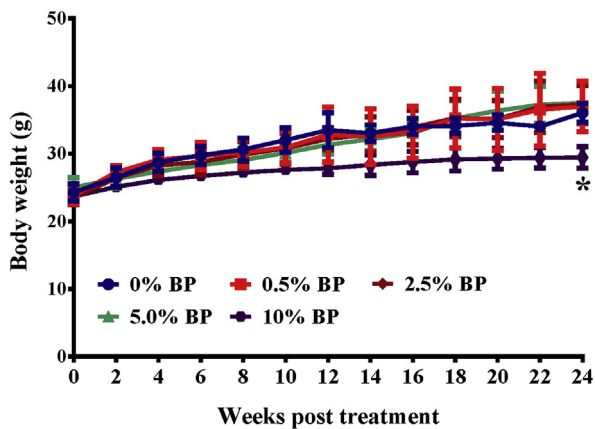 Body weight (g)
50
40
30
20
10
0
*
0% BP 0.5% BP 2.5% BP
5.0% BP 10% BP
0 2 4 6 8 10 12 14 16 18 20 22 24
Weeks post treatment